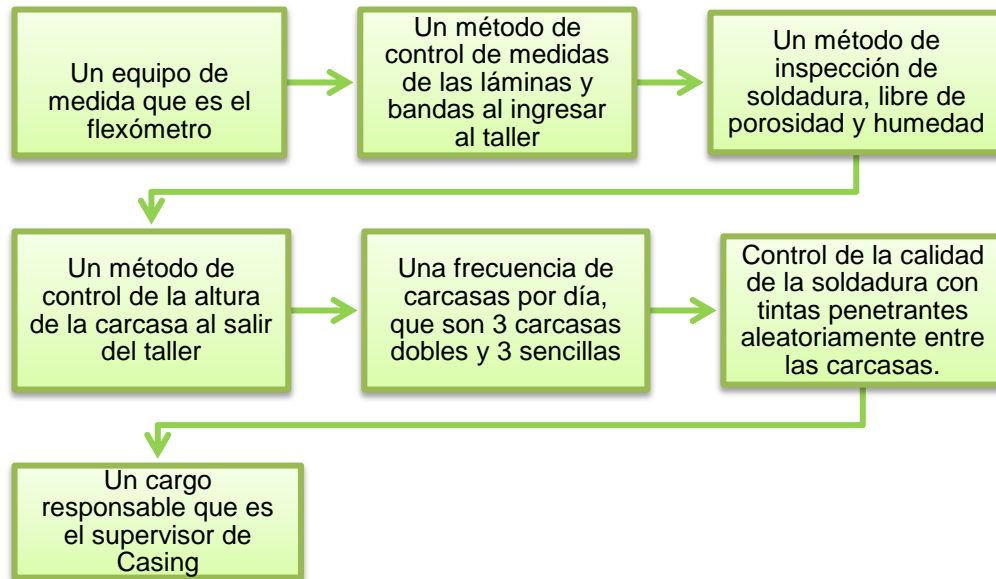 Un equipo de
medida que es el
flexómetro
Un método de
control de medidas
de las láminas y
bandas al ingresar
al taller
Un método de
inspección de
soldadura, libre de
porosidad y humedad
Un método de
control de la altura
de la carcasa al salir
del taller
Una frecuencia de
carcasas por día,
que son 3 carcasas
dobles y 3 sencillas
Control de la calidad
de la soldadura con
tintas penetrantes
aleatoriamente entre
las carcasas.
Un cargo
responsable que es
el supervisor de
Casing